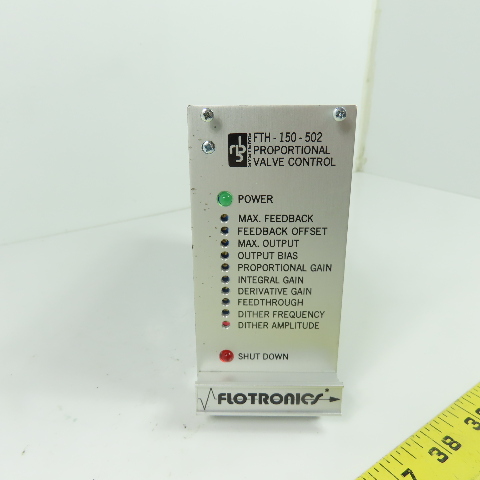 FTH-150-502
PROPORTIONAL
VALVE CONTROL
POWER
MAX. FEEDBACK
FEEDBACK OFFSET
MAX. OUTPUT
OUTPUT BIAS
PROPORTIONAL GAIN
INTEGRAL GAIN
DERIVATIVE GAIN
FEEDTHROUGH
DITHER FREQUENCY
DITHER AMPLITUDE
SHUT DOWN
FLOTRONICS
7 38